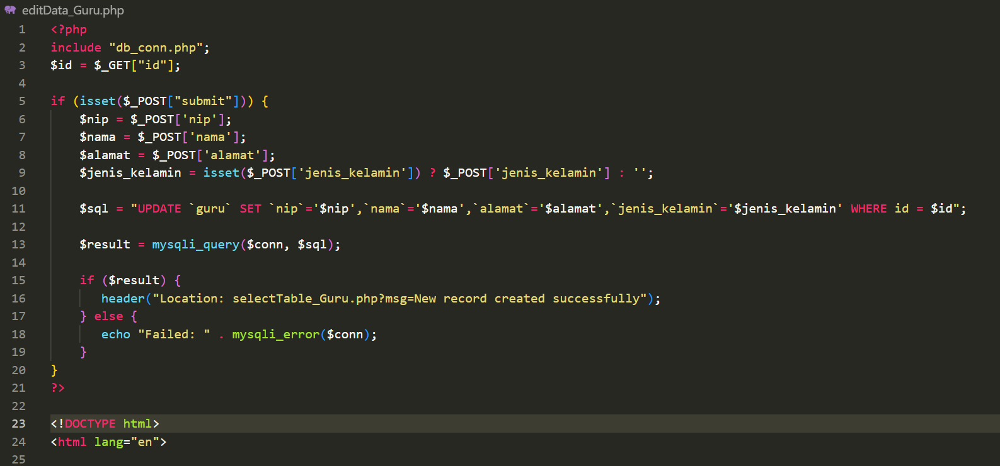 editData_Guru.php
1 <?php
2 include "db_conn.php";
3 $id = $_GET["id"];
4
5 if (isset($_POST["submit"])) {
6 $nip = $_POST['nip'];
7 $nama = $_POST['nama'];
8 $alamat = $_POST['alamat'];
9 $jenis_kelamin = isset($_POST['jenis_kelamin']) ? $_POST['jenis_kelamin'] : '';
10
11 $sql = "UPDATE `guru` SET `nip`='$nip',`nama`='$nama',`alamat`='$alamat',`jenis_kelamin`='$jenis_kelamin' WHERE id = $id";
12
13 $result = mysqli_query($conn, $sql);
14
15 if ($result) {
16 header("Location: selectTable_Guru.php?msg=New record created successfully");
17 } else {
18 echo "Failed: " . mysqli_error($conn);
19 }
20 }
21 ?>
22
23 <!DOCTYPE html>
24 <html lang="en">
25